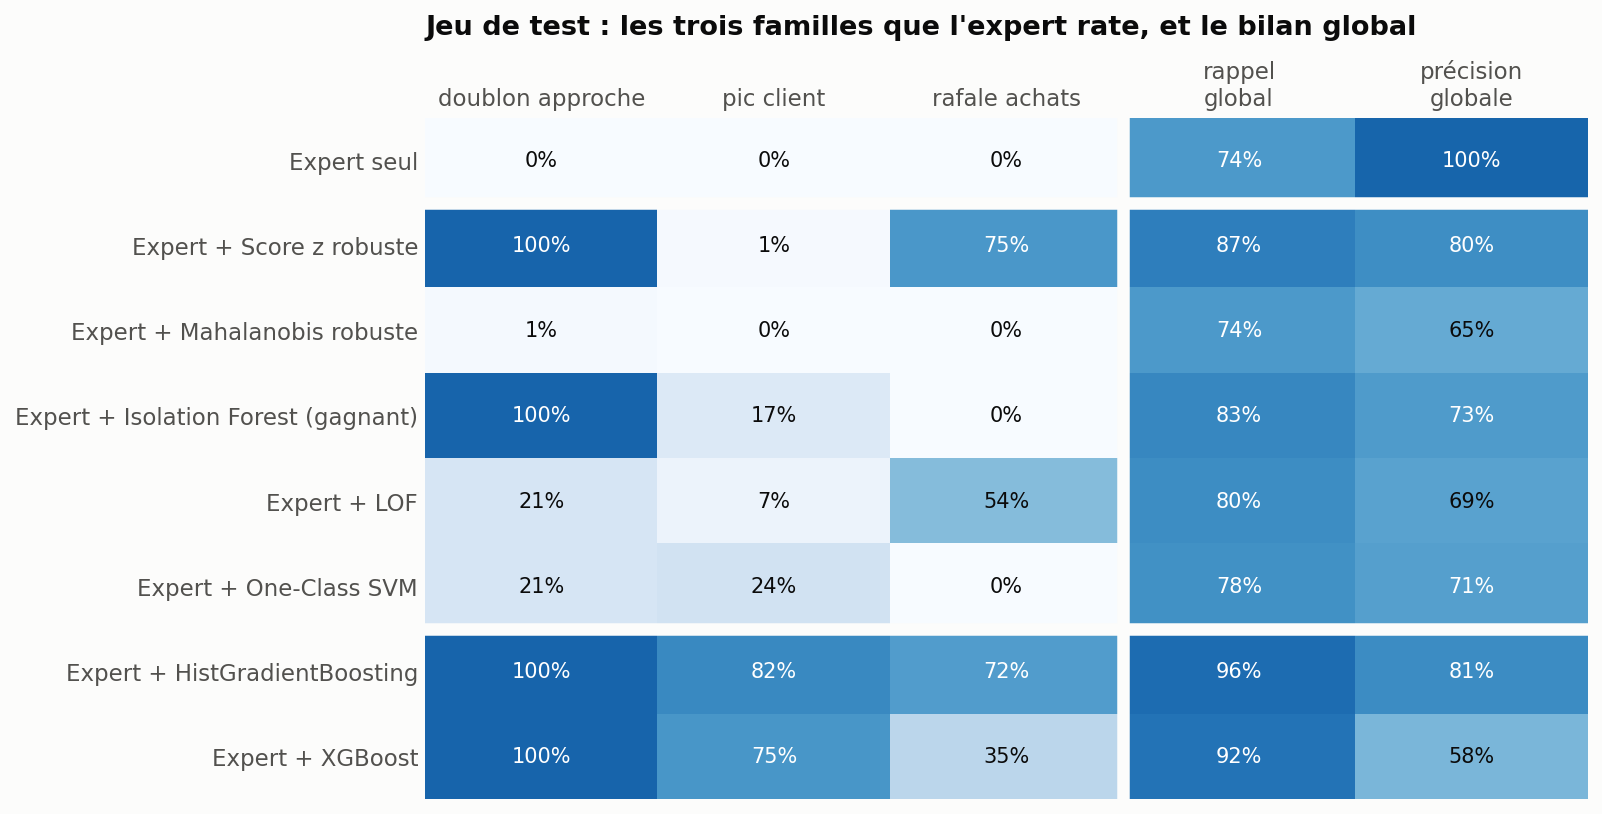 Jeu de test : les trois familles que l'expert rate, et le bilan global
doublon approche pic client rafale achats rappel global précision globale
Expert seul 0% 0% 0% 74% 100%
Expert + Score z robuste 100% 1% 75% 87% 80%
Expert + Mahalanobis robuste 1% 0% 0% 74% 65%
Expert + Isolation Forest (gagnant) 100% 17% 0% 83% 73%
Expert + LOF 21% 7% 54% 80% 69%
Expert + One-Class SVM 21% 24% 0% 78% 71%
Expert + HistGradientBoosting 100% 82% 72% 96% 81%
Expert + XGBoost 100% 75% 35% 92% 58%